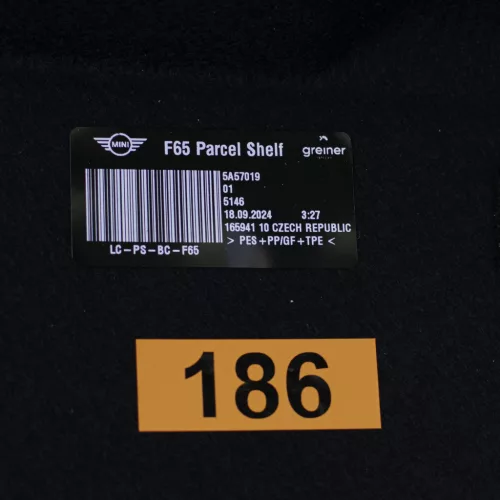 MINI F65 Parcel Shelf greiner
5A57019
01
5146
18.09.2024 3:27
165941 10 CZECH REPUBLIC
> PES+PP/GF+TPE <
LC-PS-BC-F65
186